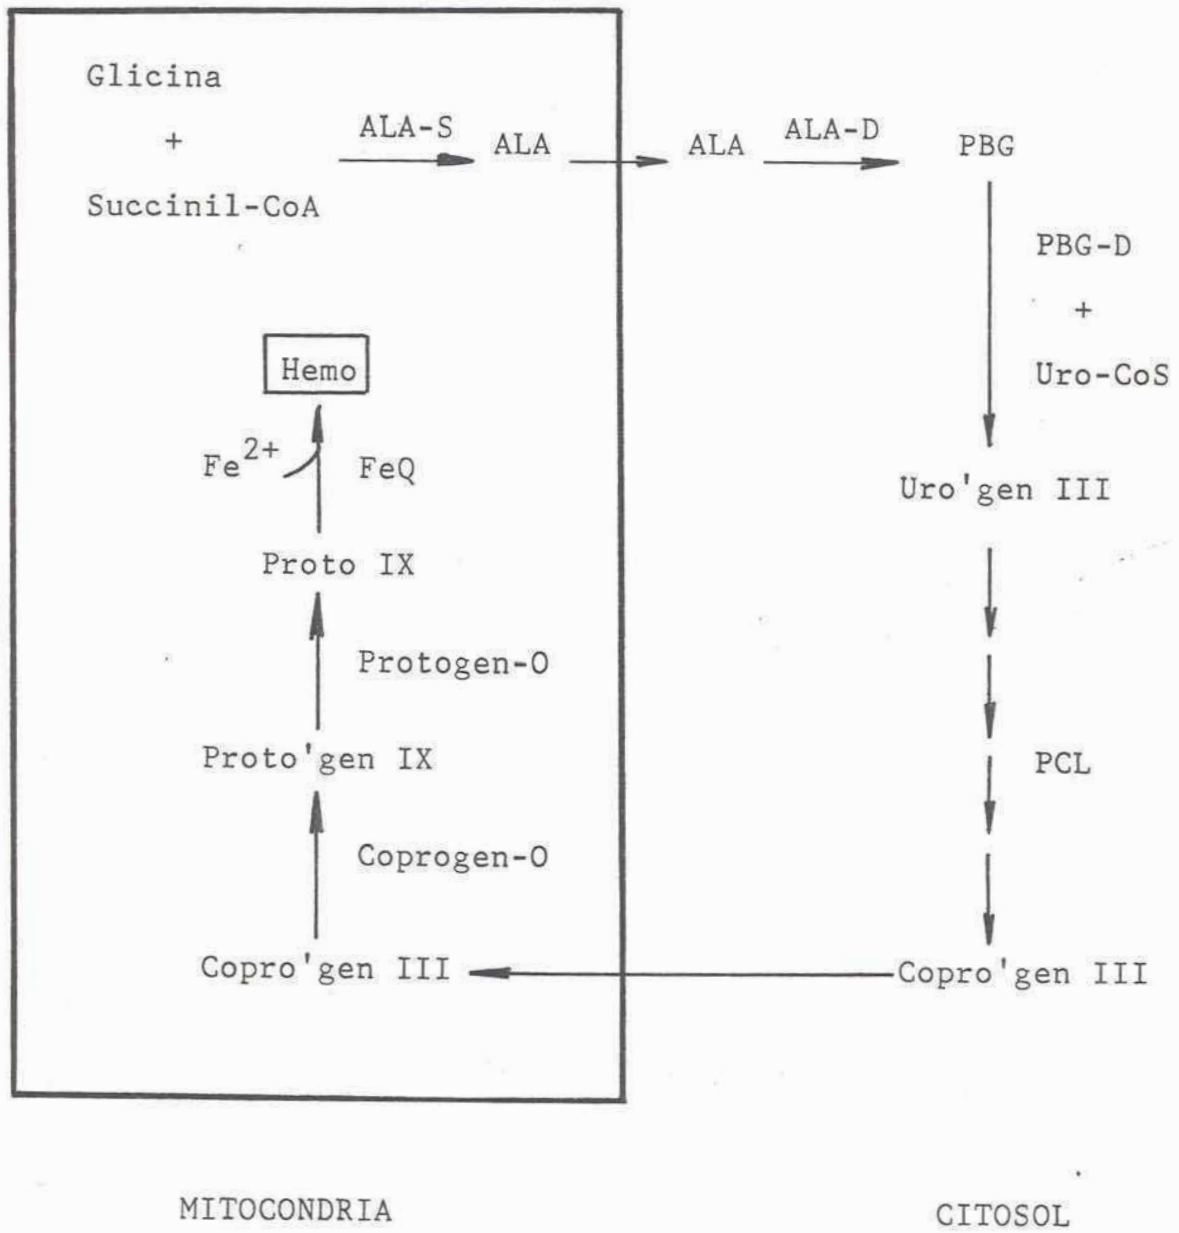 Glicina
+
Succinil-CoA
ALA-S
ALA
ALA
ALA-D
PBG
PBG-D
+
Uro-CoS
Uro'gen III
PCL
Copro'gen III
Copro'gen III
Coprogen-O
Proto'gen IX
Protogen-O
Proto IX
Fe2+
FeQ
Hemo
MITOCONDRIA
CITOSOL